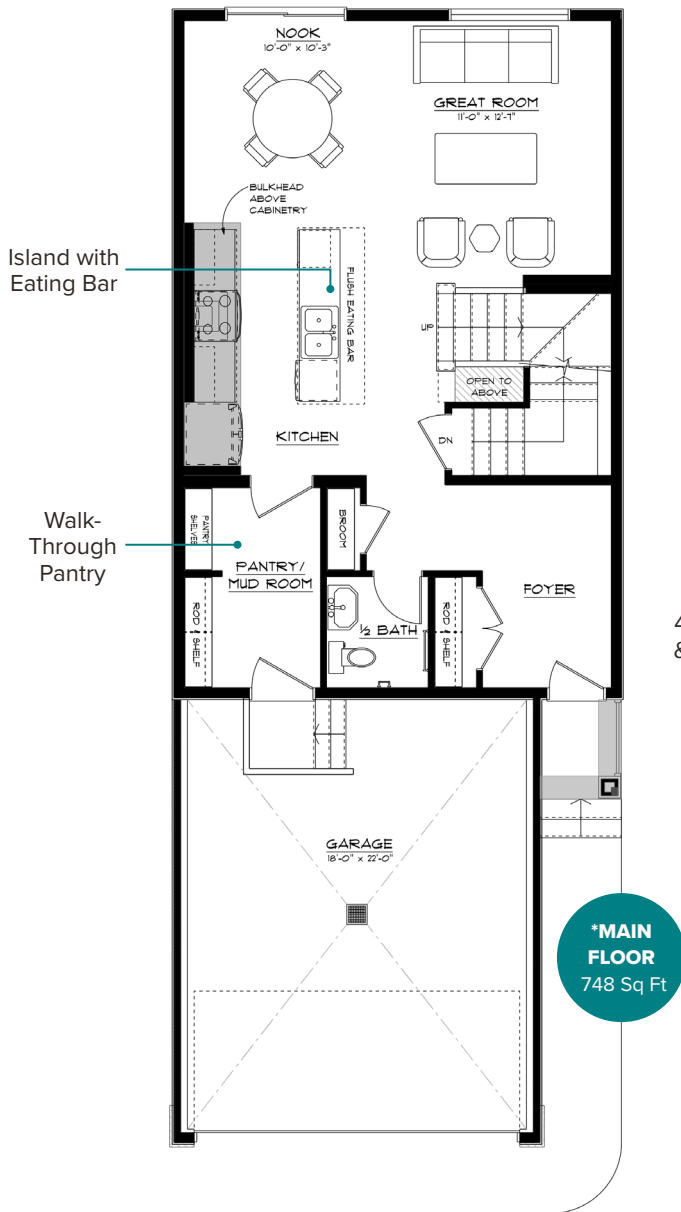 NOOK
10'-0" x 10'-3"
GREAT ROOM
11'-0" x 12'-7"
BULKHEAD
ABOVE
CABINETRY
Island with
Eating Bar
FLUSH EATING BAR
UP
OPEN TO
ABOVE
KITCHEN
DN
Walk-
Through
Pantry
PANTRY
SHELVES
BROOM
PANTRY/
MUD ROOM
FOYER
ROD & SHELF
½ BATH
ROD & SHELF
4
&
GARAGE
18'-0" x 22'-0"
*MAIN
FLOOR
748 Sq Ft